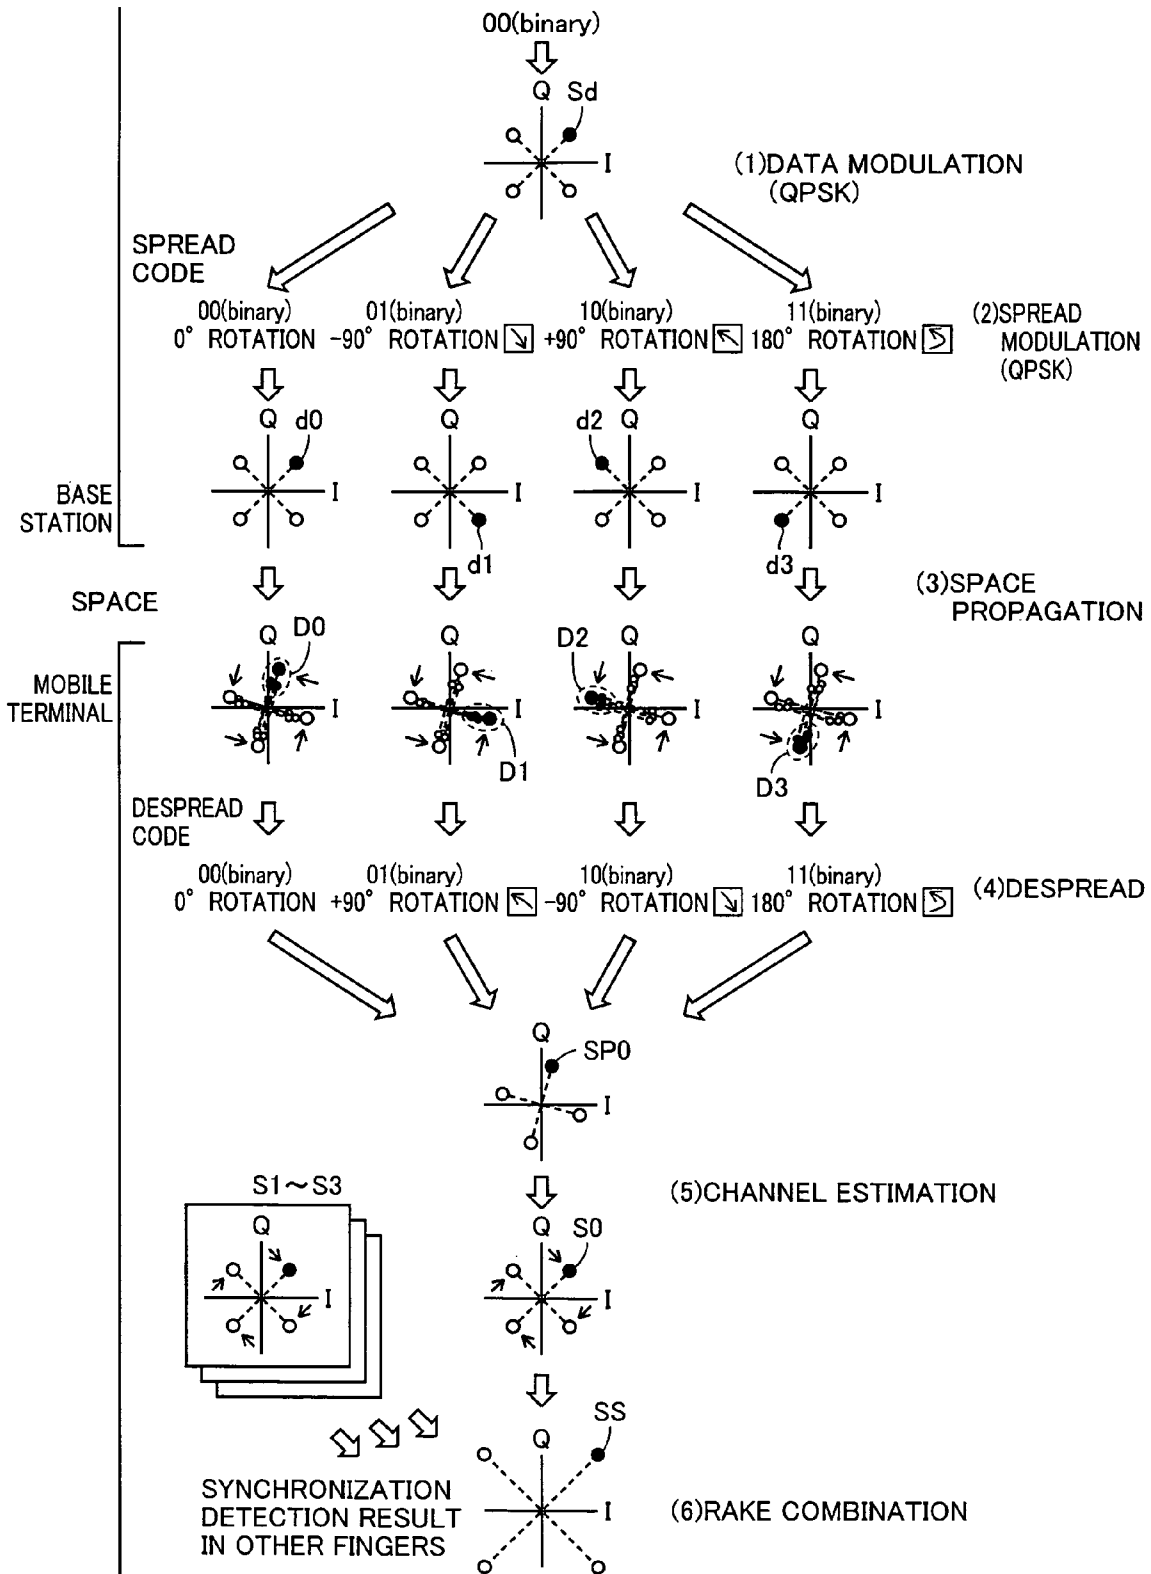 00(binary)
Q
Sd
I
(1)DATA MODULATION
(QPSK)
SPREAD
CODE
00(binary) 01(binary) 10(binary) 11(binary)
0° ROTATION -90° ROTATION +90° ROTATION 180° ROTATION
(2)SPREAD
MODULATION
(QPSK)
Q d0 Q d2 Q Q
I I I I
BASE
STATION
d1 d3
SPACE
(3)SPACE
PROPAGATION
Q D0 Q D2 Q Q
MOBILE
TERMINAL
I I I I
D1 D3
DESPREAD
CODE
00(binary) 01(binary) 10(binary) 11(binary)
0° ROTATION +90° ROTATION -90° ROTATION 180° ROTATION
(4)DESPREAD
Q
SP0
I
S1～S3
(5)CHANNEL ESTIMATION
Q Q S0
I I
SS
Q
SYNCHRONIZATION
DETECTION RESULT
IN OTHER FINGERS
I
(6)RAKE COMBINATION